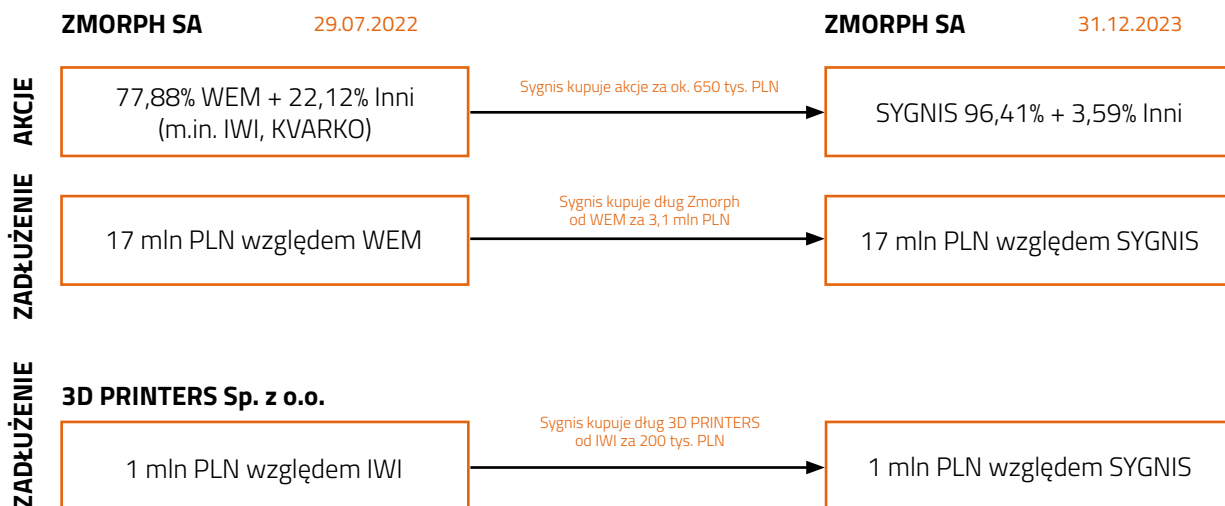 ZMORPH SA 29.07.2022 ZMORPH SA 31.12.2023
AKCJE
77,88% WEM + 22,12% Inni
(m.in. IWI, KVARKO)
Sygnis kupuje akcje za ok. 650 tys. PLN
SYGNIS 96,41% + 3,59% Inni
ZADŁUŻENIE
17 mln PLN względem WEM
Sygnis kupuje dług Zmorph
od WEM za 3,1 mln PLN
17 mln PLN względem SYGNIS
ZADŁUŻENIE
3D PRINTERS Sp. z o.o.
1 mln PLN względem IWI
Sygnis kupuje dług 3D PRINTERS
od IWI za 200 tys. PLN
1 mln PLN względem SYGNIS